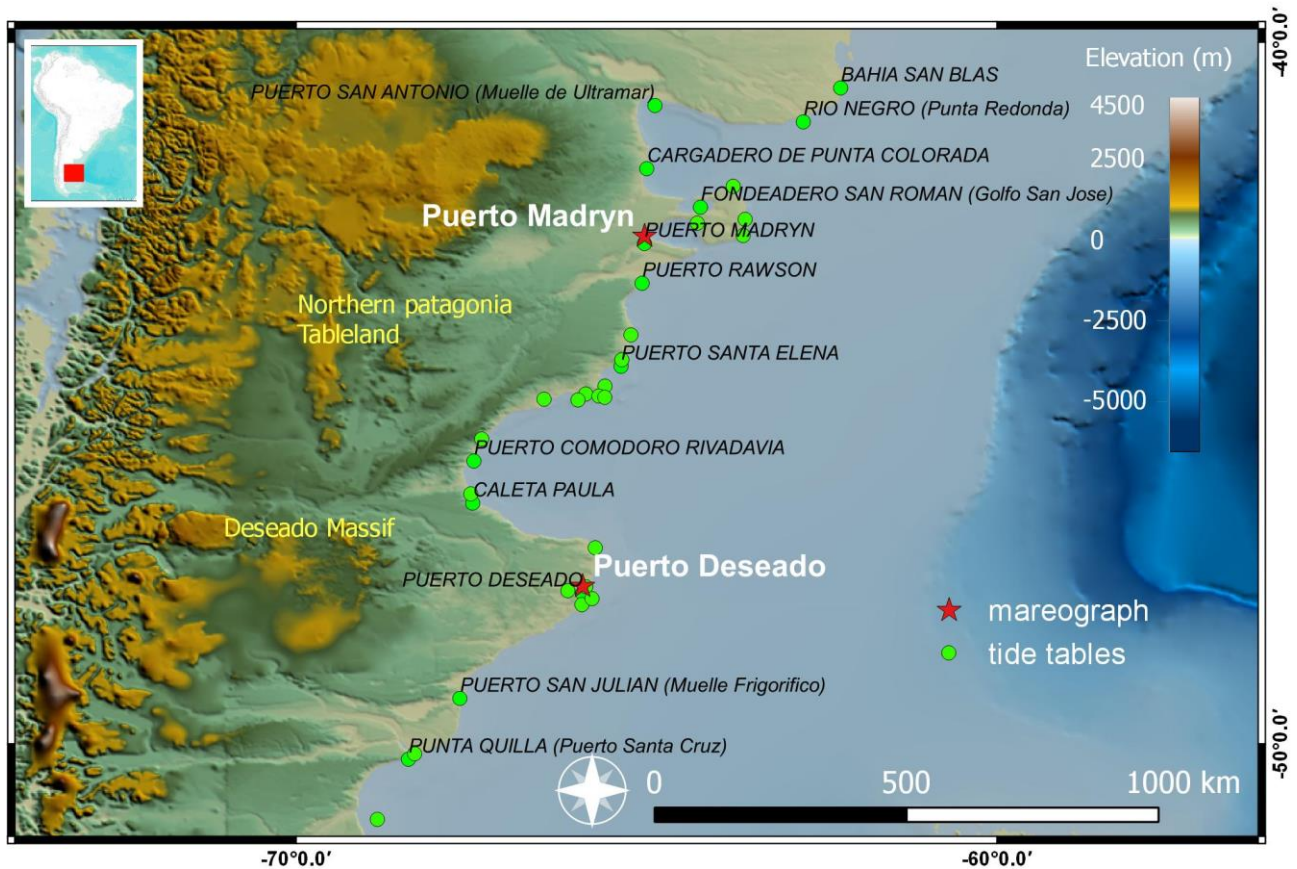 -40°0.0'
Elevation (m)
4500
2500
0
-2500
-5000
BAHIA SAN BLAS
PUERTO SAN ANTONIO (Muelle de Ultramar)
RIO NEGRO (Punta Redonda)
CARGADERO DE PUNTA COLORADA
FONDEADERO SAN ROMAN (Golfo San Jose)
Puerto Madryn
PUERTO MADRYN
PUERTO RAWSON
Northern patagonia
Tableland
PUERTO SANTA ELENA
PUERTO COMODORO RIVADAVIA
CALETA PAULA
Deseado Massif
PUERTO DESEADO
Puerto Deseado
mareograph
tide tables
PUERTO SAN JULIAN (Muelle Frigorifico)
PUNTA QUILLA (Puerto Santa Cruz)
0 500 1000 km
-50°0.0'
-70°0.0' -60°0.0'